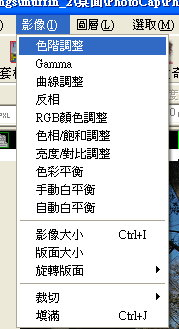 ngs\muffin_2\桌面\PhotoCap\Ph
影像(I) 圖層(L) 選取(M)
色階調整
Gamma
曲線調整
反相
RGB顏色調整
色相/飽和調整
亮度/對比調整
色彩平衡
手動白平衡
自動白平衡
影像大小 Ctrl+I
版面大小
旋轉版面
裁切
填滿 Ctrl+J